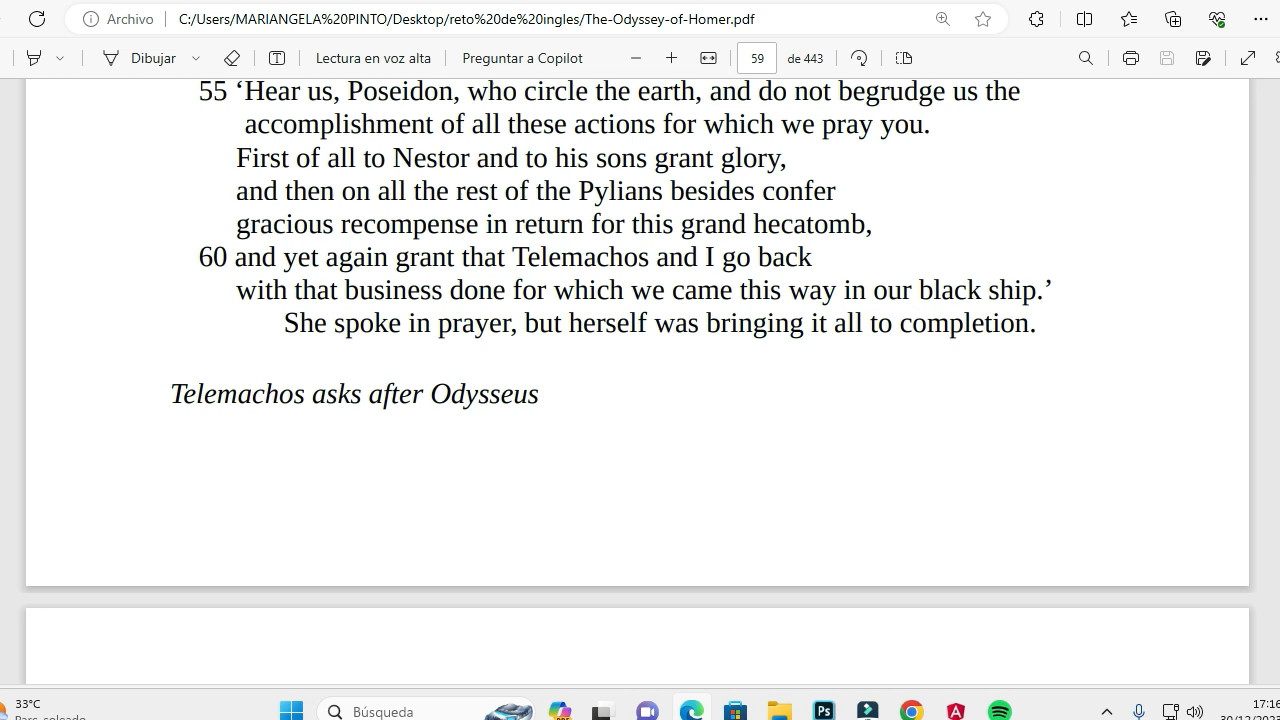 Archivo C:/Users/MARIANGELA%20PINTO/Desktop/reto%20de%20ingles/The-Odyssey-of-Homer.pdf
Dibujar Lectura en voz alta Preguntar a Copilot 59 de 443
55 ‘Hear us, Poseidon, who circle the earth, and do not begrudge us the
accomplishment of all these actions for which we pray you.
First of all to Nestor and to his sons grant glory,
and then on all the rest of the Pylians besides confer
gracious recompense in return for this grand hecatomb,
60 and yet again grant that Telemachos and I go back
with that business done for which we came this way in our black ship.’
She spoke in prayer, but herself was bringing it all to completion.
Telemachos asks after Odysseus
33°C
Búsqueda
Ps
17:16